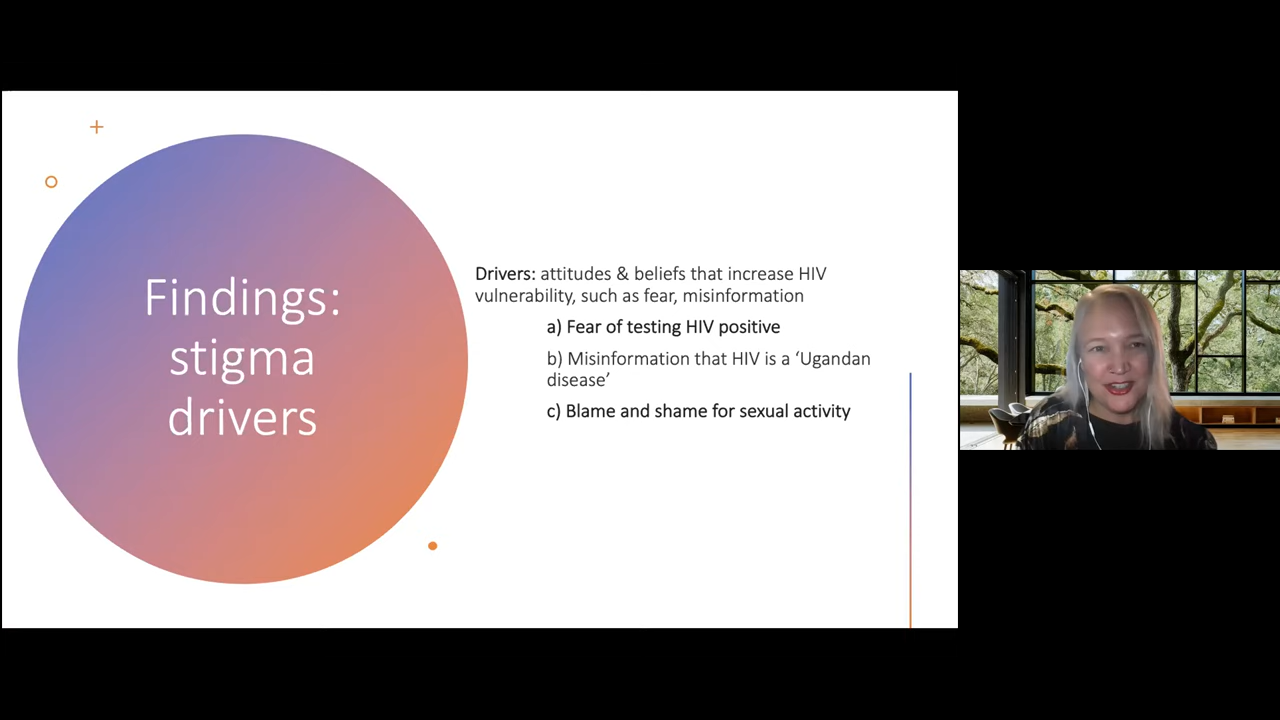 Findings:
stigma
drivers
Drivers: attitudes & beliefs that increase HIV
vulnerability, such as fear, misinformation
a) Fear of testing HIV positive
b) Misinformation that HIV is a ‘Ugandan
disease’
c) Blame and shame for sexual activity